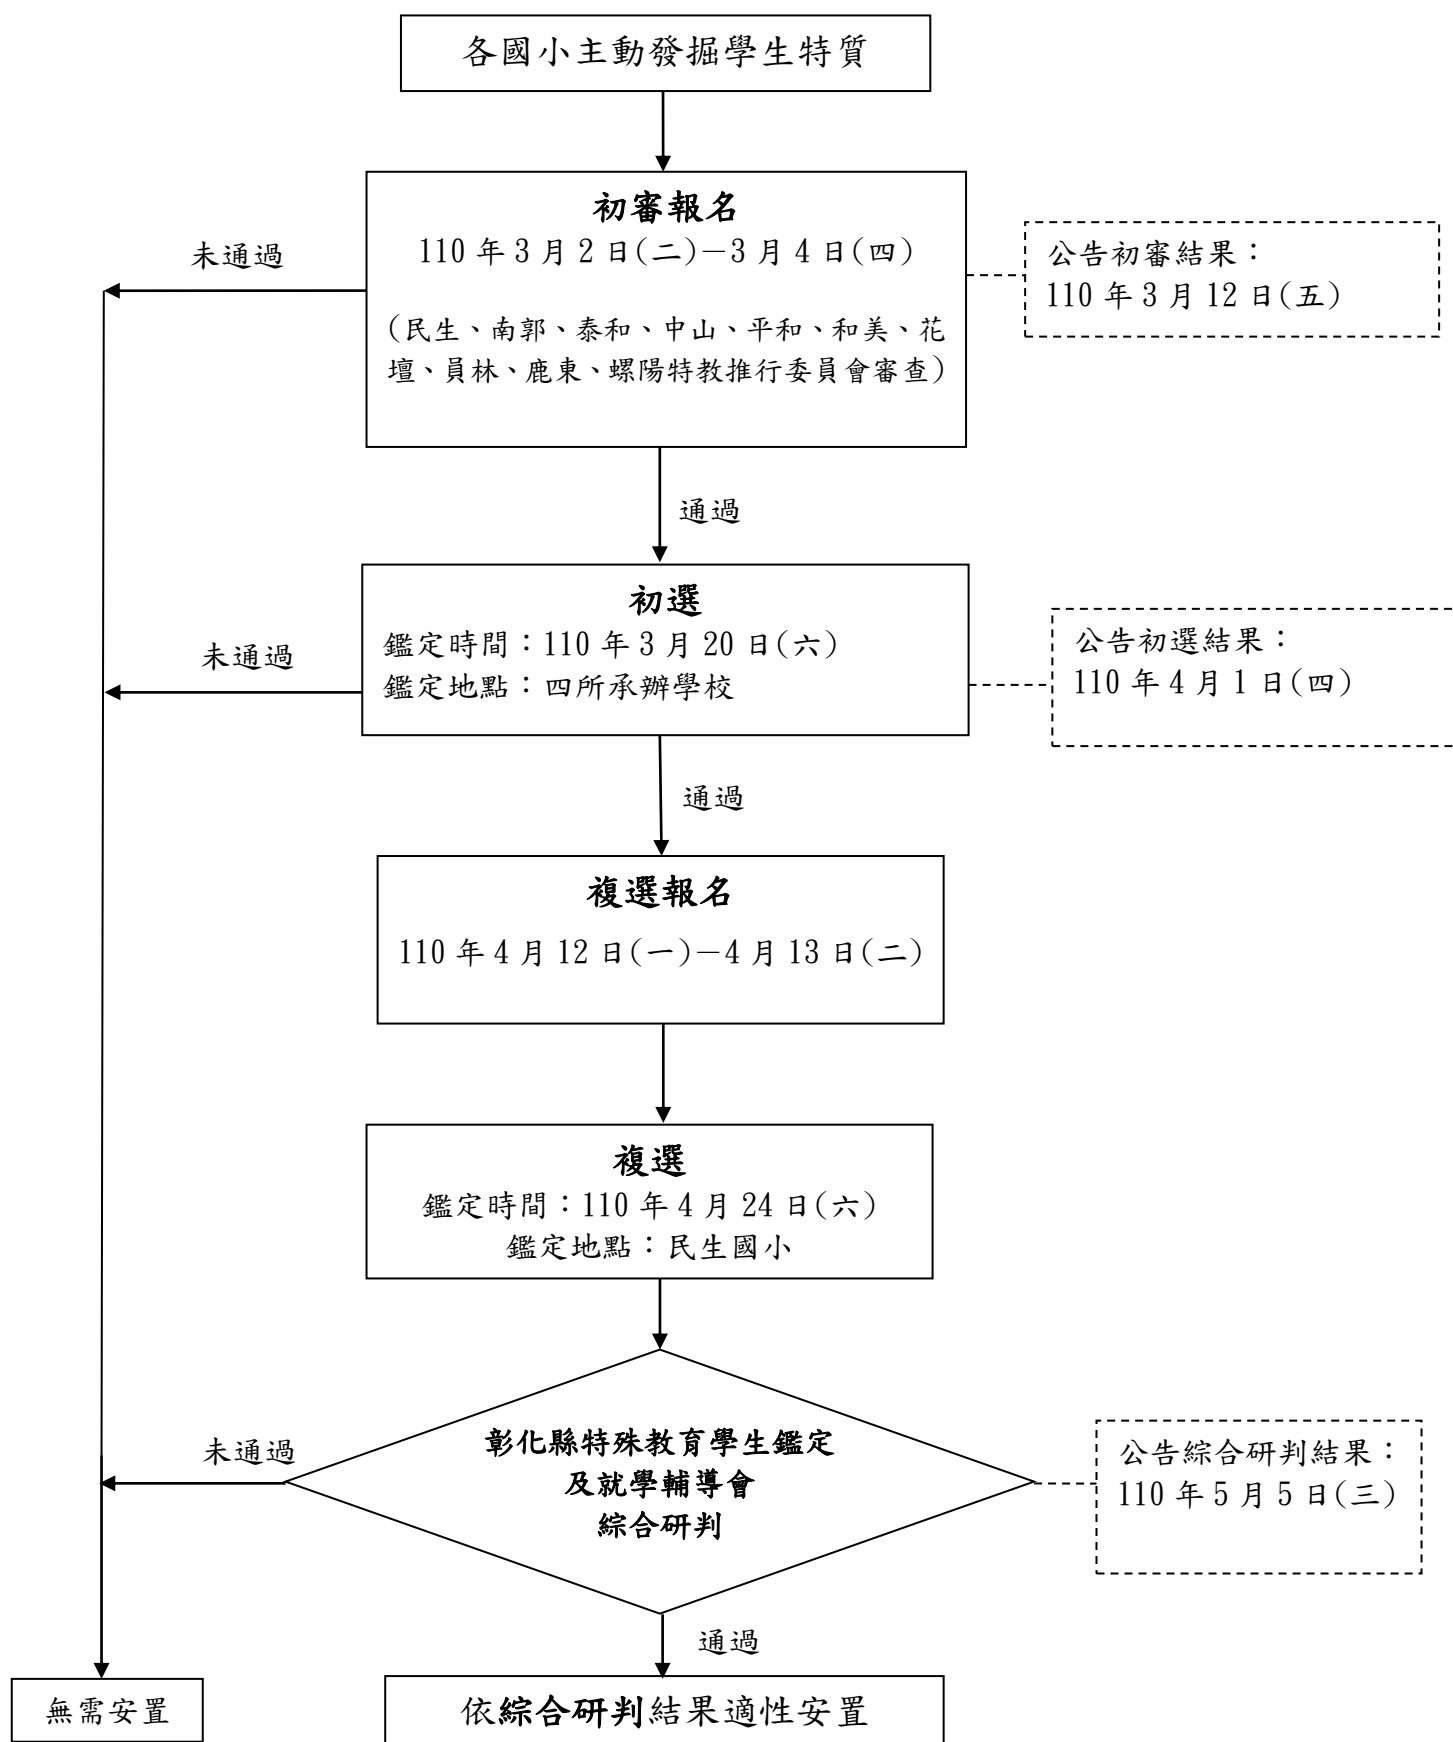 各國小主動發掘學生特質
初審報名
110 年 3 月 2 日(二)－3 月 4 日(四)
(民生、南郭、泰和、中山、平和、和美、花
壇、員林、鹿東、螺陽特教推行委員會審查)
未通過
公告初審結果：
110 年 3 月 12 日(五)
通過
初選
鑑定時間：110 年 3 月 20 日(六)
鑑定地點：四所承辦學校
未通過
公告初選結果：
110 年 4 月 1 日(四)
通過
複選報名
110 年 4 月 12 日(一)－4 月 13 日(二)
複選
鑑定時間：110 年 4 月 24 日(六)
鑑定地點：民生國小
彰化縣特殊教育學生鑑定
及就學輔導會
綜合研判
未通過
公告綜合研判結果：
110 年 5 月 5 日(三)
通過
無需安置
依綜合研判結果適性安置